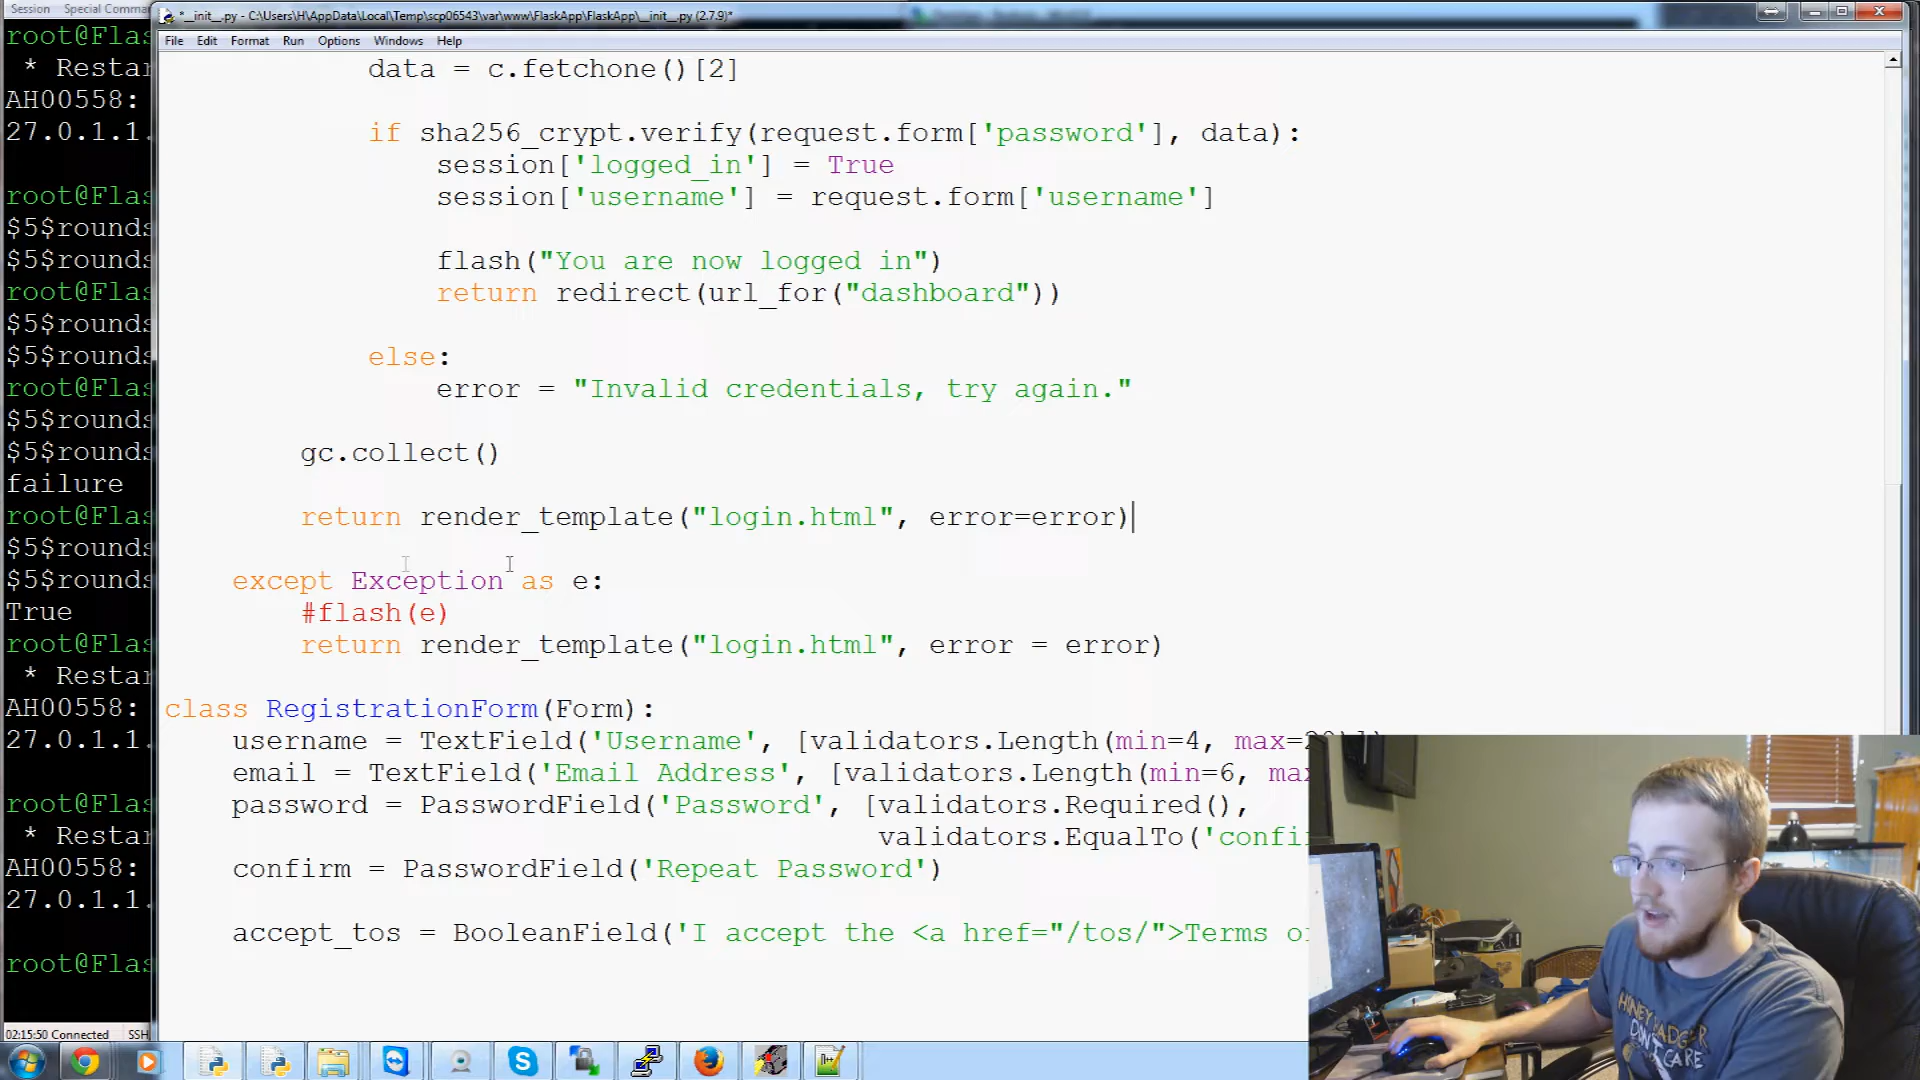 Session Special Comma
*__init__.py - C:\Users\H\AppData\Local\Temp\scp06543\var\www\FlaskApp\FlaskApp\__init__.py (2.7.9)*
File Edit Format Run Options Windows Help
root@Flas
* Restar
AH00558:
27.0.1.1.
root@Flas
$5$rounds
$5$rounds
root@Flas
$5$rounds
$5$rounds
root@Flas
$5$rounds
$5$rounds
failure
root@Flas
$5$rounds
$5$rounds
True
root@Flas
* Restar
AH00558:
27.0.1.1.
root@Flas
* Restar
AH00558:
27.0.1.1.
root@Flas
02:15:50 Connected SSH
data = c.fetchone()[2]
if sha256_crypt.verify(request.form['password'], data):
session['logged_in'] = True
session['username'] = request.form['username']
flash("You are now logged in")
return redirect(url_for("dashboard"))
else:
error = "Invalid credentials, try again."
gc.collect()
return render_template("login.html", error=error)
except Exception as e:
#flash(e)
return render_template("login.html", error = error)
class RegistrationForm(Form):
username = TextField('Username', [validators.Length(min=4, max=20)])
email = TextField('Email Address', [validators.Length(min=6, max
password = PasswordField('Password', [validators.Required(),
validators.EqualTo('confi
confirm = PasswordField('Repeat Password')
accept_tos = BooleanField('I accept the <a href="/tos/">Terms o
HONEY BADGER
DON'T CARE